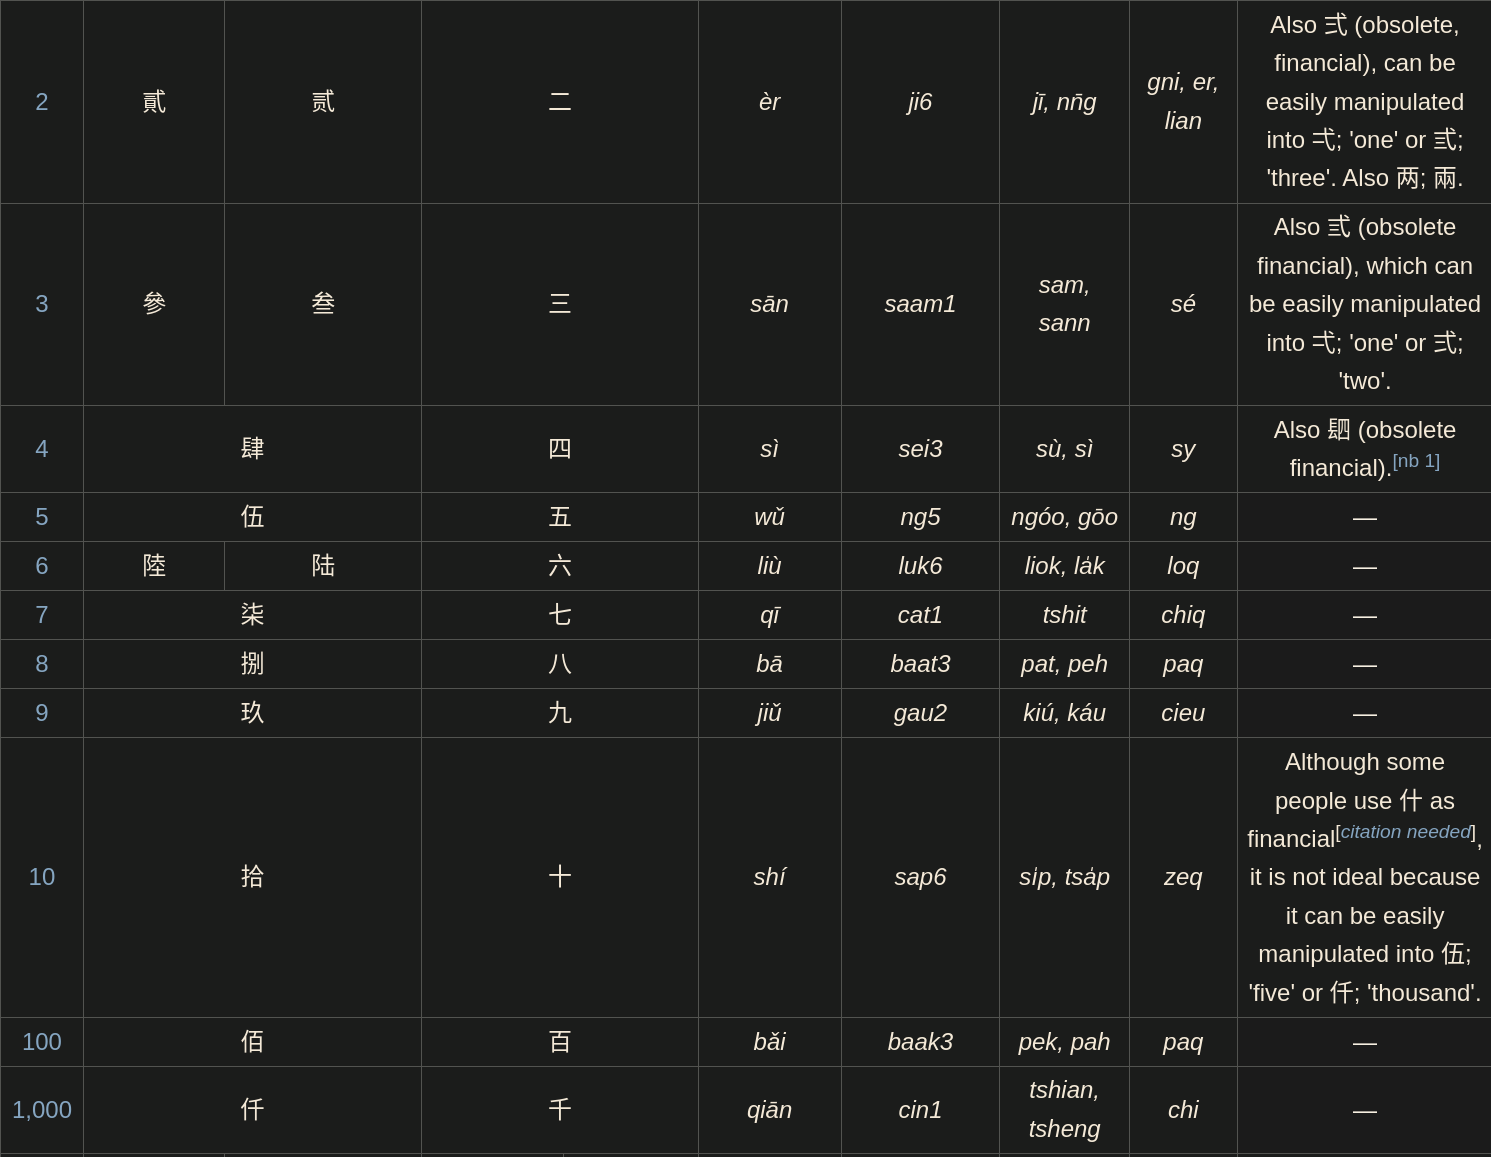 2 貳 贰 二 èr ji6 jī, nn̄g gni, er, lian Also 弍 (obsolete,
financial), can be
easily manipulated
into 弌; 'one' or 弎;
'three'. Also 两; 兩.
3 參 叁 三 sān saam1 sam, sann sé Also 弎 (obsolete
financial), which can
be easily manipulated
into 弌; 'one' or 弍;
'two'.
4 肆 四 sì sei3 sù, sì sy Also 䦉 (obsolete
financial).[nb 1]
5 伍 五 wǔ ng5 ngóo, gōo ng —
6 陸 陆 六 liù luk6 liok, la̍k loq —
7 柒 七 qī cat1 tshit chiq —
8 捌 八 bā baat3 pat, peh paq —
9 玖 九 jiǔ gau2 kiú, káu cieu —
10 拾 十 shí sap6 si̍p, tsa̍p zeq Although some
people use 什 as
financial[citation needed],
it is not ideal because
it can be easily
manipulated into 伍;
'five' or 仟; 'thousand'.
100 佰 百 bǎi baak3 pek, pah paq —
1,000 仟 千 qiān cin1 tshian, tsheng chi —